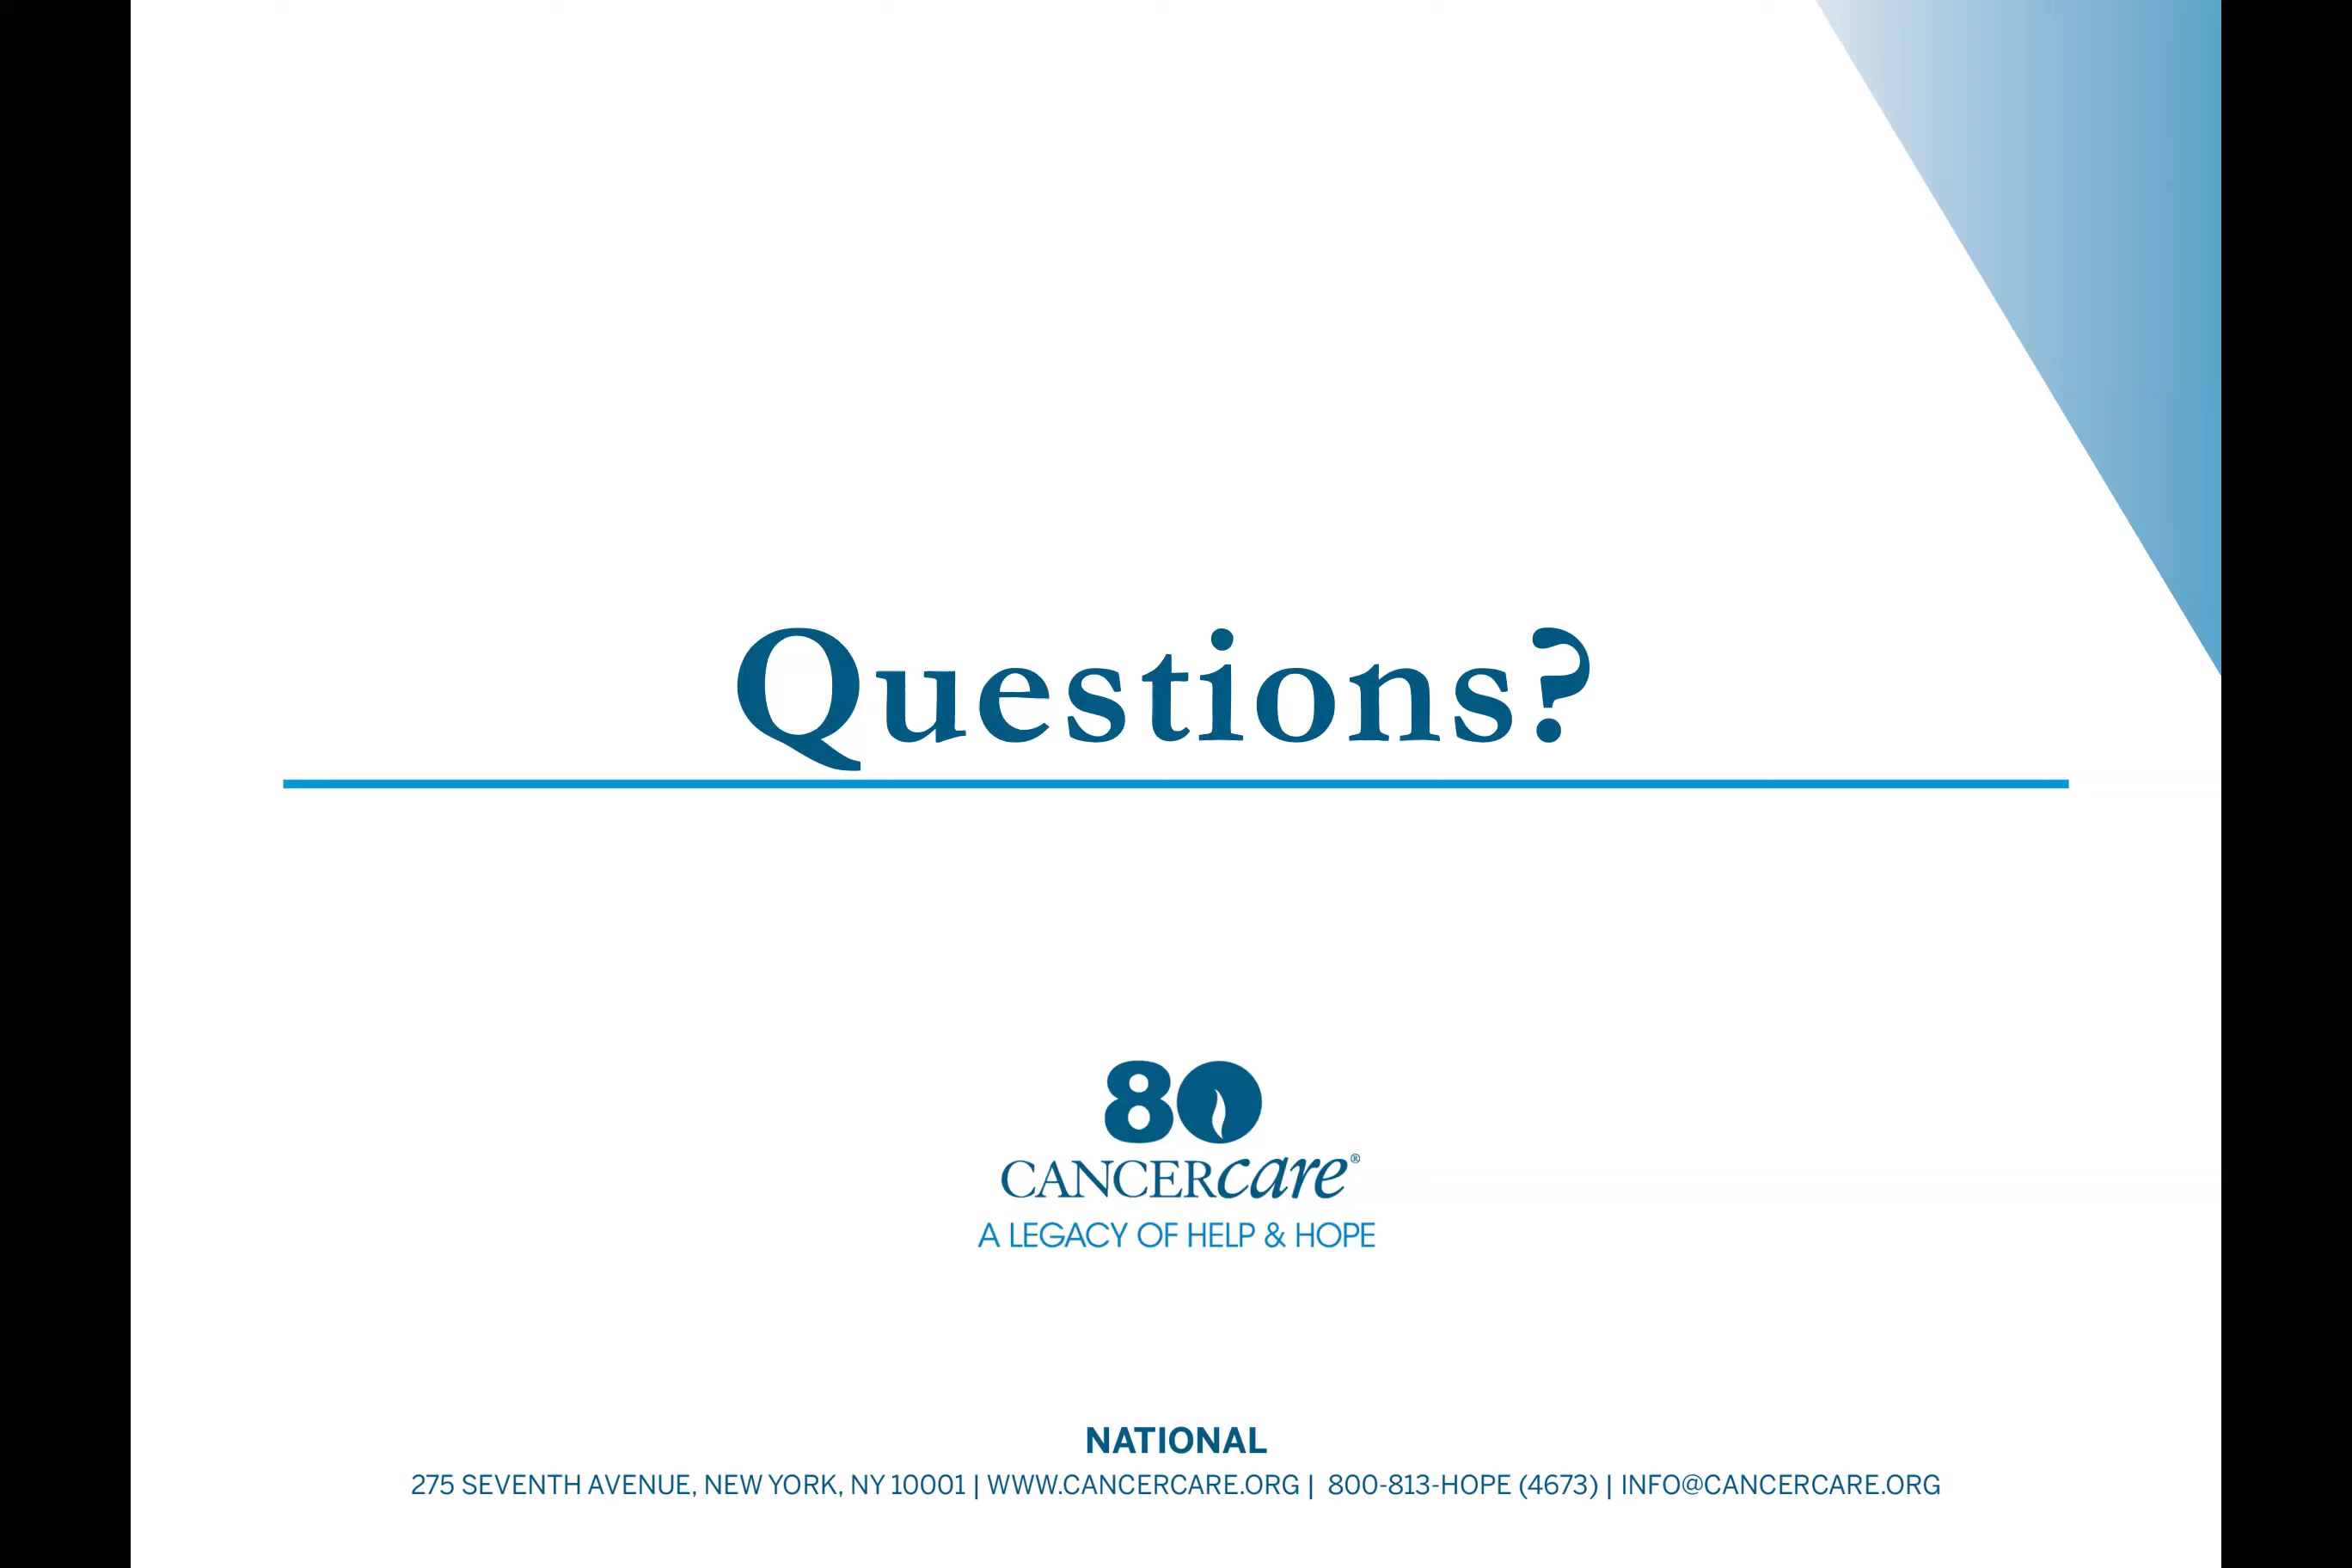 Questions?
80
CANCERcare®
A LEGACY OF HELP & HOPE
NATIONAL
275 SEVENTH AVENUE, NEW YORK, NY 10001 | WWW.CANCERCARE.ORG | 800-813-HOPE (4673) | INFO@CANCERCARE.ORG